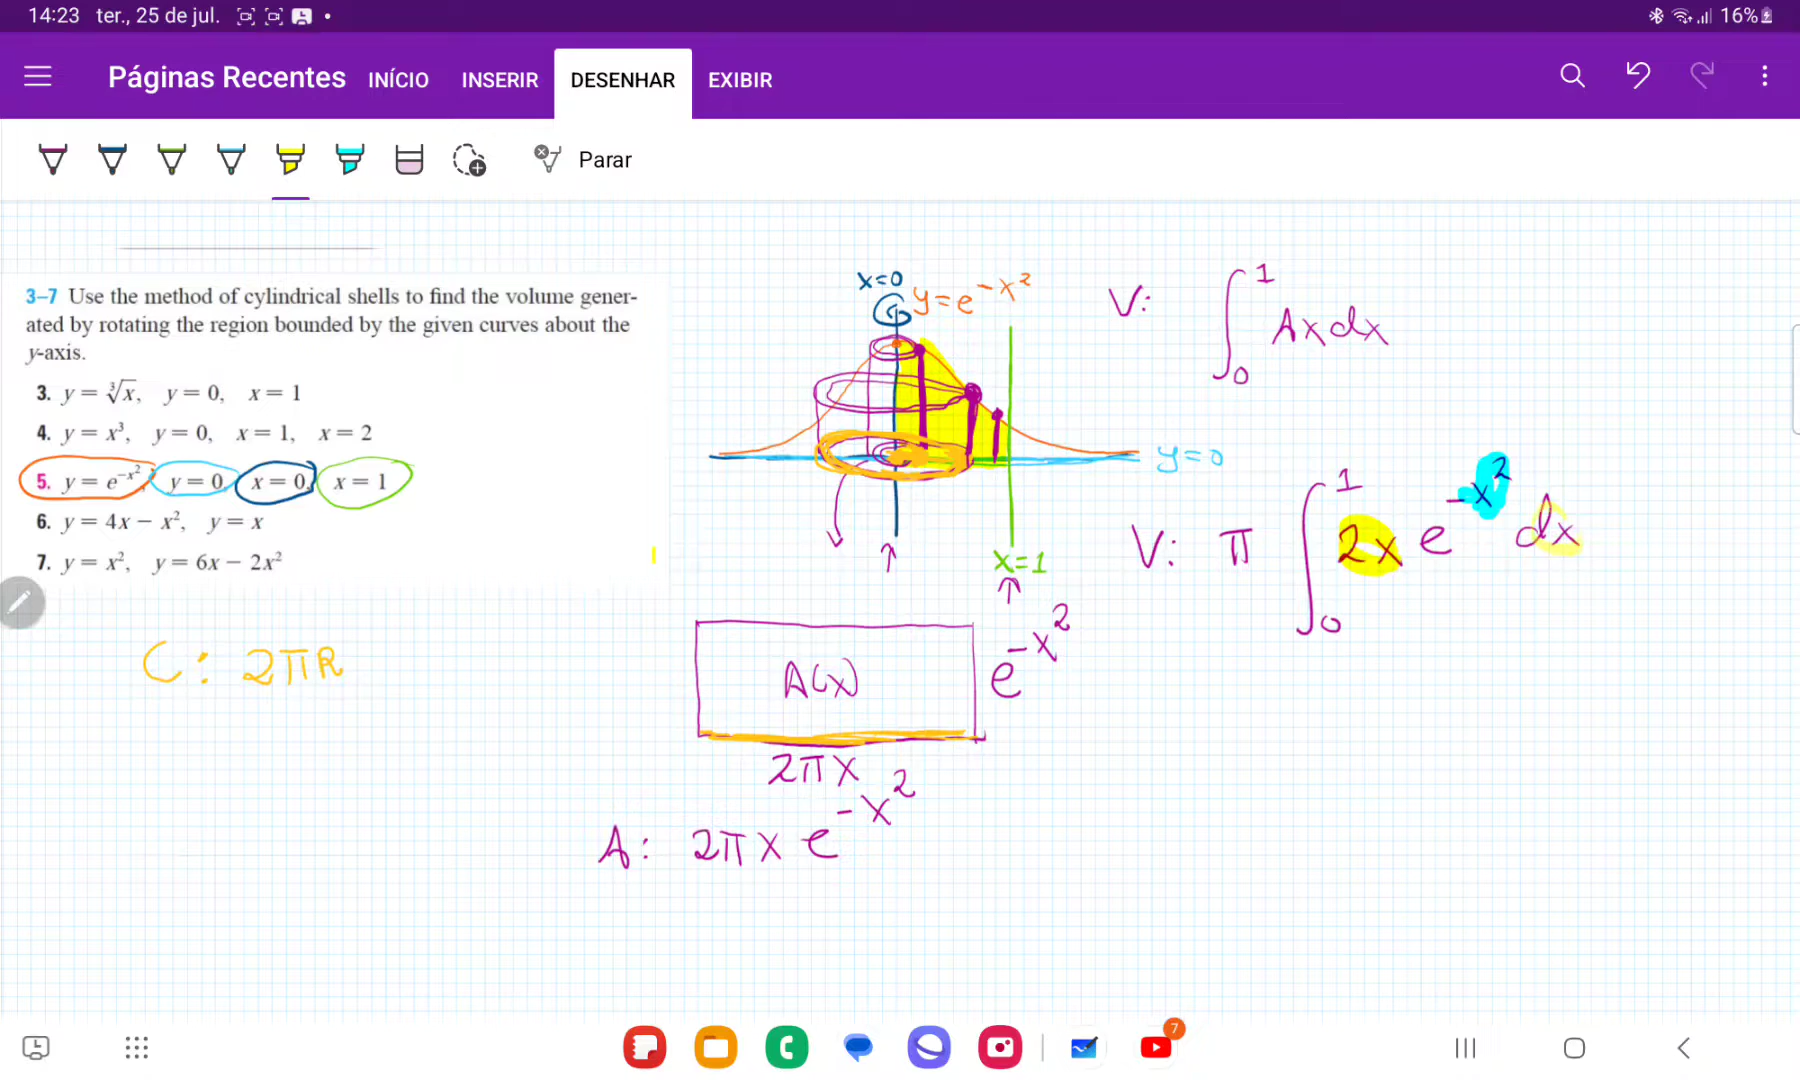 14:23 ter., 25 de jul. 16%
Páginas Recentes INÍCIO INSERIR DESENHAR EXIBIR
Parar
3–7 Use the method of cylindrical shells to find the volume gener-
ated by rotating the region bounded by the given curves about the
y-axis.
3. y = ∛x, y = 0, x = 1
4. y = x³, y = 0, x = 1, x = 2
5. y = e^{-x²}, y = 0, x = 0, x = 1
6. y = 4x − x², y = x
7. y = x², y = 6x − 2x²
C: 2πR
x=0
y=e^{-x²}
y=0
x=1
A(x)
e^{-x²}
2πx
A: 2πx e^{-x²}
V: ∫₀¹ Ax dx
V: π ∫₀¹ 2x e^{-x²} dx
7